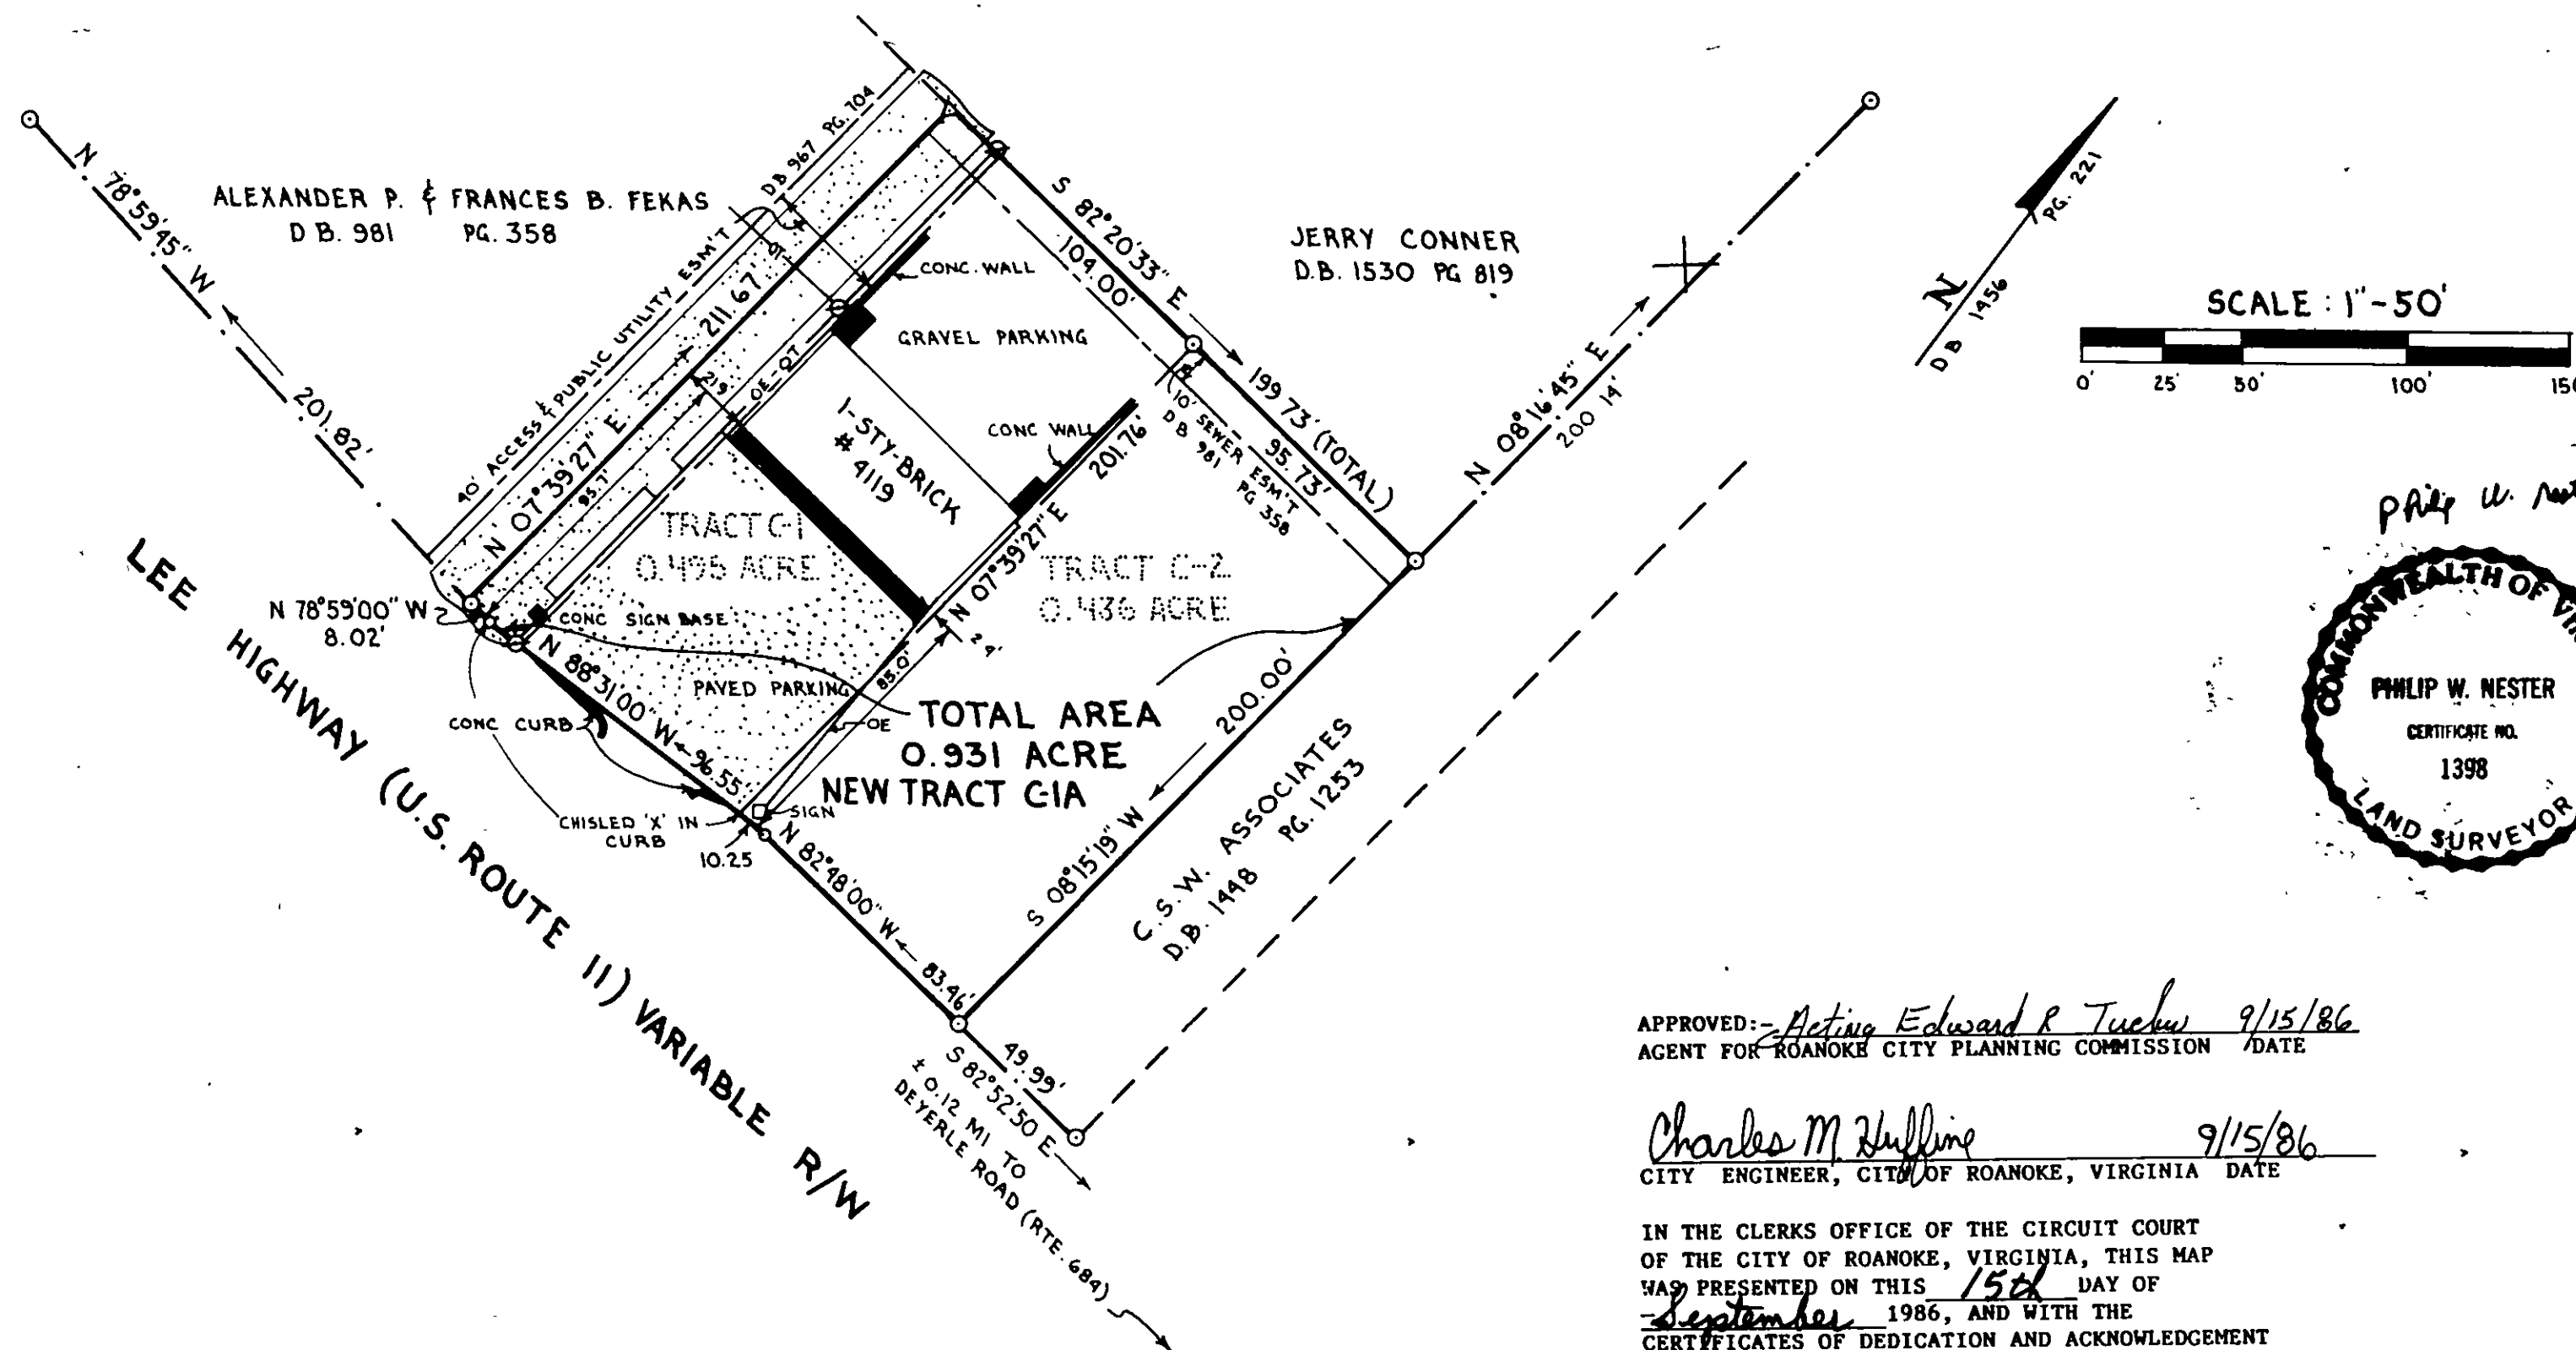 N 78°59'45" W
201.82'
ALEXANDER P. & FRANCES B. FEKAS
D B. 981 PG. 358
40' ACCESS & PUBLIC UTILITY ESM'T DB 967 PG. 704
N 07°39'27" E 211.67'
95.7'
21.9'
OE-OT
OT
CONC. WALL
GRAVEL PARKING
1-STY-BRICK
# 4119
CONC WALL
S 82°20'33" E
104.00'
199.73' (TOTAL)
95.73'
10' SEWER ESM'T
D B 981 PG 358
JERRY CONNER
D.B. 1530 PG 819
N 08°16'45" E
200.14'
N
D B 1456 PG. 221
SCALE : 1"-50'
0' 25' 50' 100'
TRACT C-1
0.495 ACRE
N 07°39'27" E 201.76'
TRACT C-2
0.436 ACRE
N 78°59'00" W
8.02'
CONC SIGN BASE
N 88°31'00" W 96.55'
PAVED PARKING
85.0'
2.4'
OE
CONC CURB
CHISLED 'X' IN
CURB
10.25
SIGN
TOTAL AREA
0.931 ACRE
NEW TRACT C-1A
N 82°48'00" W 83.46'
S 08°15'19" W 200.00'
C.S.W. ASSOCIATES
D.B. 1448 PG. 1253
49.99'
S 82°52'50 E
± 0.12 MI TO
DEYERLE ROAD (RTE. 684)
LEE HIGHWAY (U.S. ROUTE 11) VARIABLE R/W
Philip W.
COMMONWEALTH OF
PHILIP W. NESTER
CERTIFICATE NO.
1398
LAND SURVEYOR
APPROVED:- Acting Edward R 9/15/86
AGENT FOR ROANOKE CITY PLANNING COMMISSION DATE
Charles M. Huffine 9/15/86
CITY ENGINEER, CITY OF ROANOKE, VIRGINIA DATE
IN THE CLERKS OFFICE OF THE CIRCUIT COURT
OF THE CITY OF ROANOKE, VIRGINIA, THIS MAP
WAS PRESENTED ON THIS 15th DAY OF
September 1986, AND WITH THE
CERTIFICATES OF DEDICATION AND ACKNOWLEDGEMENT